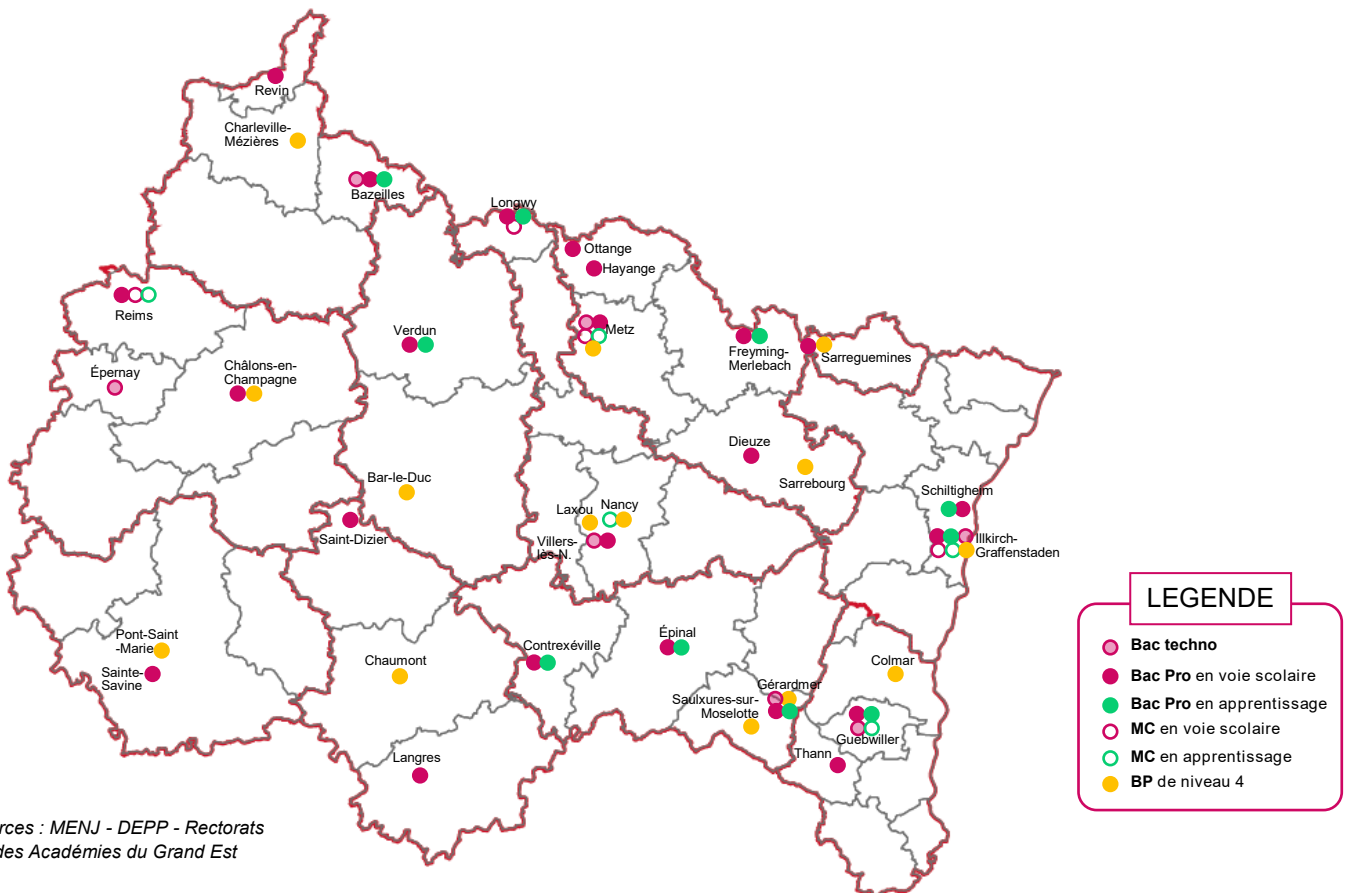 Revin
Charleville-
Mézières
Bazeilles
Longwy
Ottange
Hayange
Reims
Verdun
Metz
Freyming-
Merlebach
Sarreguemines
Épernay
Châlons-en-
Champagne
Dieuze
Sarrebourg
Bar-le-Duc
Schiltigheim
Laxou
Nancy
Saint-Dizier
Villers-
lès-N.
Illkirch-
Graffenstaden
Pont-Saint
-Marie
Sainte-
Savine
Chaumont
Contrexéville
Épinal
Colmar
Gérardmer
Saulxures-sur-
Moselotte
Guebwiller
Thann
Langres
LEGENDE
Bac techno
Bac Pro en voie scolaire
Bac Pro en apprentissage
MC en voie scolaire
MC en apprentissage
BP de niveau 4
rces : MENJ - DEPP - Rectorats
des Académies du Grand Est